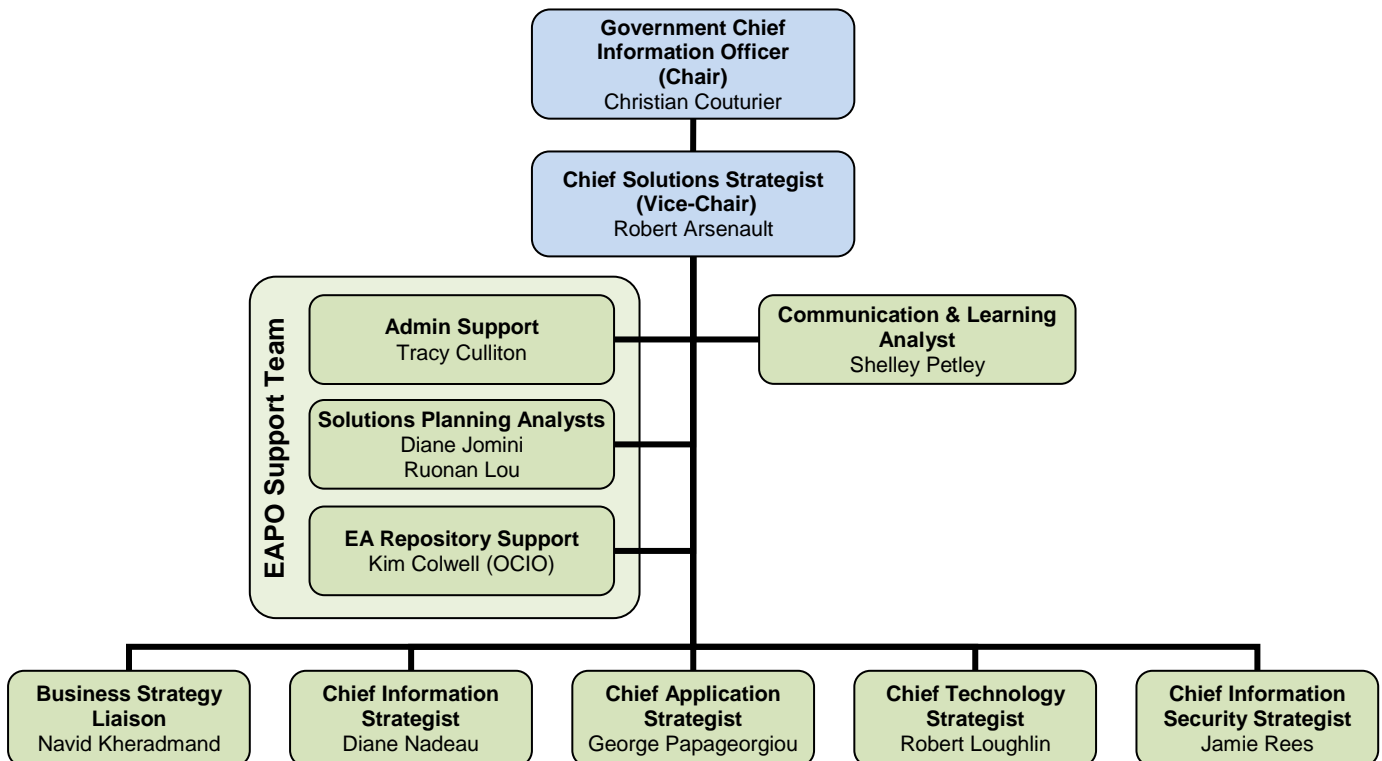 Government Chief
Information Officer
(Chair)
Christian Couturier
Chief Solutions Strategist
(Vice-Chair)
Robert Arsenault
EAPO Support Team
Admin Support
Tracy Culliton
Communication & Learning
Analyst
Shelley Petley
Solutions Planning Analysts
Diane Jomini
Ruonan Lou
EA Repository Support
Kim Colwell (OCIO)
Business Strategy
Liaison
Navid Kheradmand
Chief Information
Strategist
Diane Nadeau
Chief Application
Strategist
George Papageorgiou
Chief Technology
Strategist
Robert Loughlin
Chief Information
Security Strategist
Jamie Rees